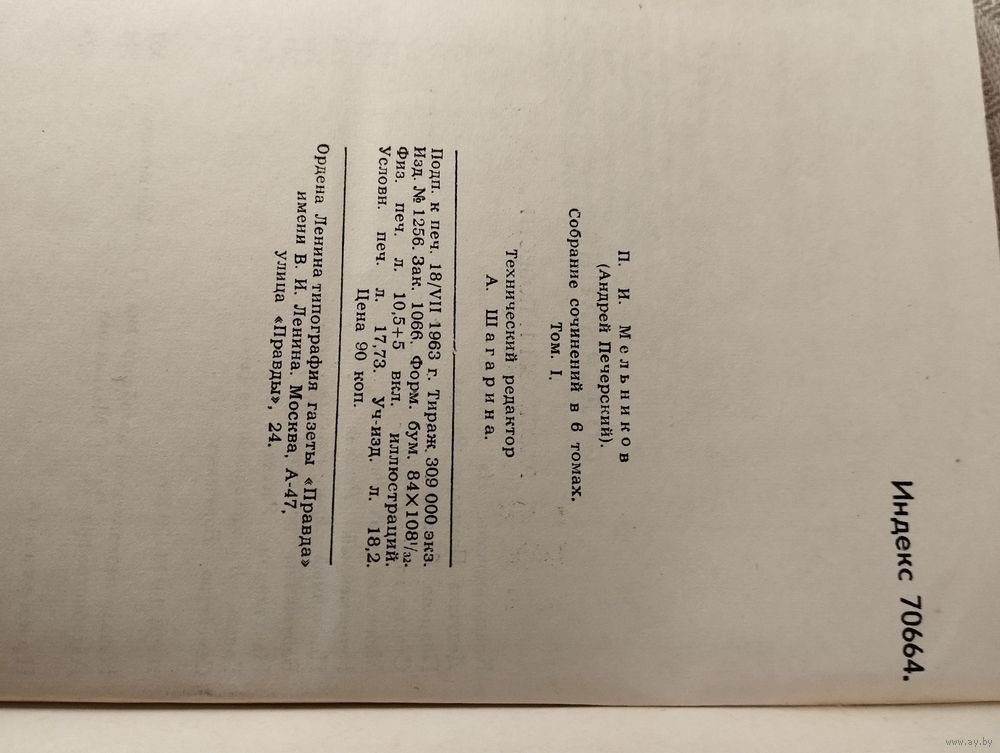 Индекс 70664.
П. И. Мельников
(Андрей Печерский).
Собрание сочинений в 6 томах.
Том. I.
Технический редактор
А. Шагарина.
Подп. к печ. 18/VII 1963 г. Тираж 309 000 экз.
Изд. № 1256. Зак. 1066. Форм. бум. 84×108¹/₃₂.
Физ. печ. л. 10,5+5 вкл. иллюстраций.
Условн. печ. л. 17,73. Уч-изд. л. 18,2.
Цена 90 коп.
Ордена Ленина типография газеты «Правда»
имени В. И. Ленина. Москва, А-47,
улица «Правды», 24.
www.ay.by